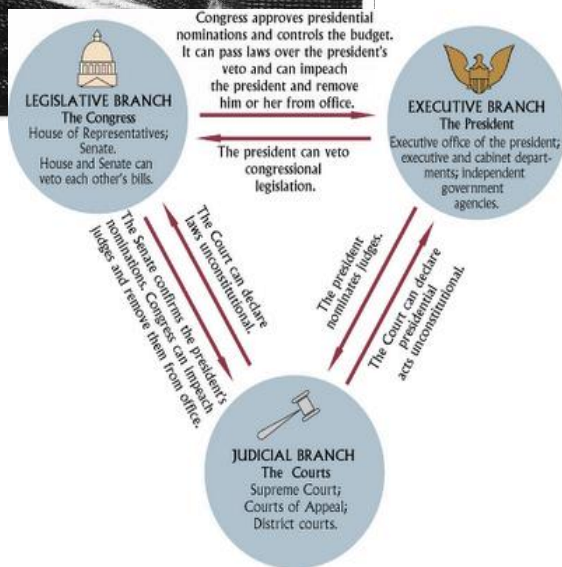 Congress approves presidential
nominations and controls the budget.
It can pass laws over the president's
veto and can impeach
the president and remove
him or her from office.
LEGISLATIVE BRANCH
The Congress
House of Representatives;
Senate.
House and Senate can
veto each other's bills.
EXECUTIVE BRANCH
The President
Executive office of the president;
executive and cabinet depart-
ments; independent
government
agencies.
The president can veto
congressional
legislation.
The Senate confirms the president's
nominations. Congress can impeach
judges and remove them from office.
The Court can declare
laws unconstitutional.
The president
nominates judges.
The Court can declare
presidential
acts unconstitutional.
JUDICIAL BRANCH
The Courts
Supreme Court;
Courts of Appeal;
District courts.